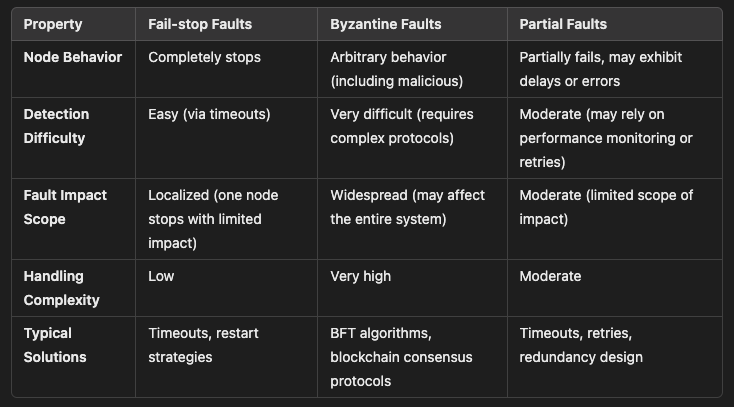 Property Fail-stop Faults Byzantine Faults Partial Faults
Node Behavior Completely stops Arbitrary behavior Partially fails, may exhibit
(including malicious) delays or errors
Detection Easy (via timeouts) Very difficult (requires Moderate (may rely on
Difficulty complex protocols) performance monitoring or
retries)
Fault Impact Localized (one node Widespread (may affect Moderate (limited scope of
Scope stops with limited the entire system) impact)
impact)
Handling Low Very high Moderate
Complexity
Typical Timeouts, restart BFT algorithms, Timeouts, retries,
Solutions strategies blockchain consensus redundancy design
protocols